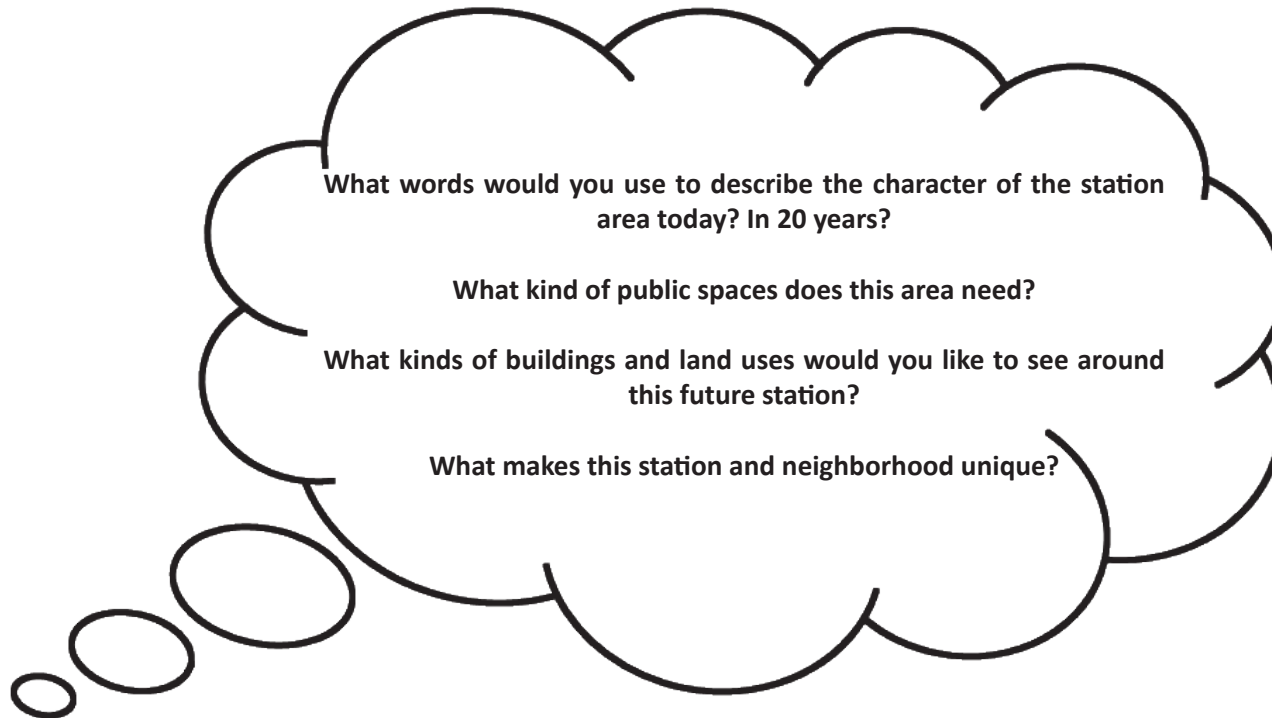 What words would you use to describe the character of the station
area today? In 20 years?
What kind of public spaces does this area need?
What kinds of buildings and land uses would you like to see around
this future station?
What makes this station and neighborhood unique?